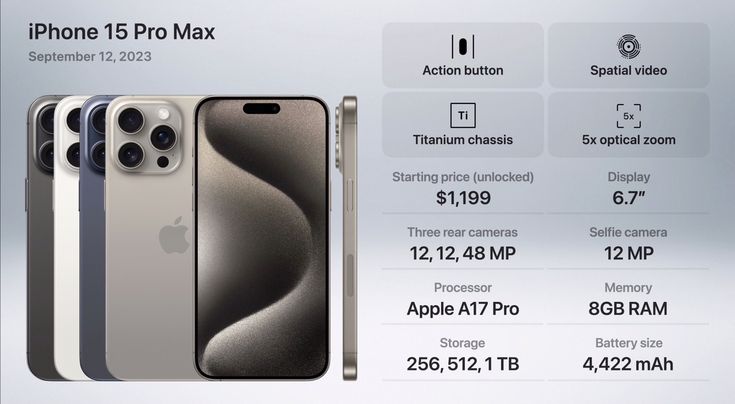 iPhone 15 Pro Max
September 12, 2023
Action button
Spatial video
Ti
Titanium chassis
5x
5x optical zoom
Starting price (unlocked)
$1,199
Display
6.7″
Three rear cameras
12, 12, 48 MP
Selfie camera
12 MP
Processor
Apple A17 Pro
Memory
8GB RAM
Storage
256, 512, 1 TB
Battery size
4,422 mAh